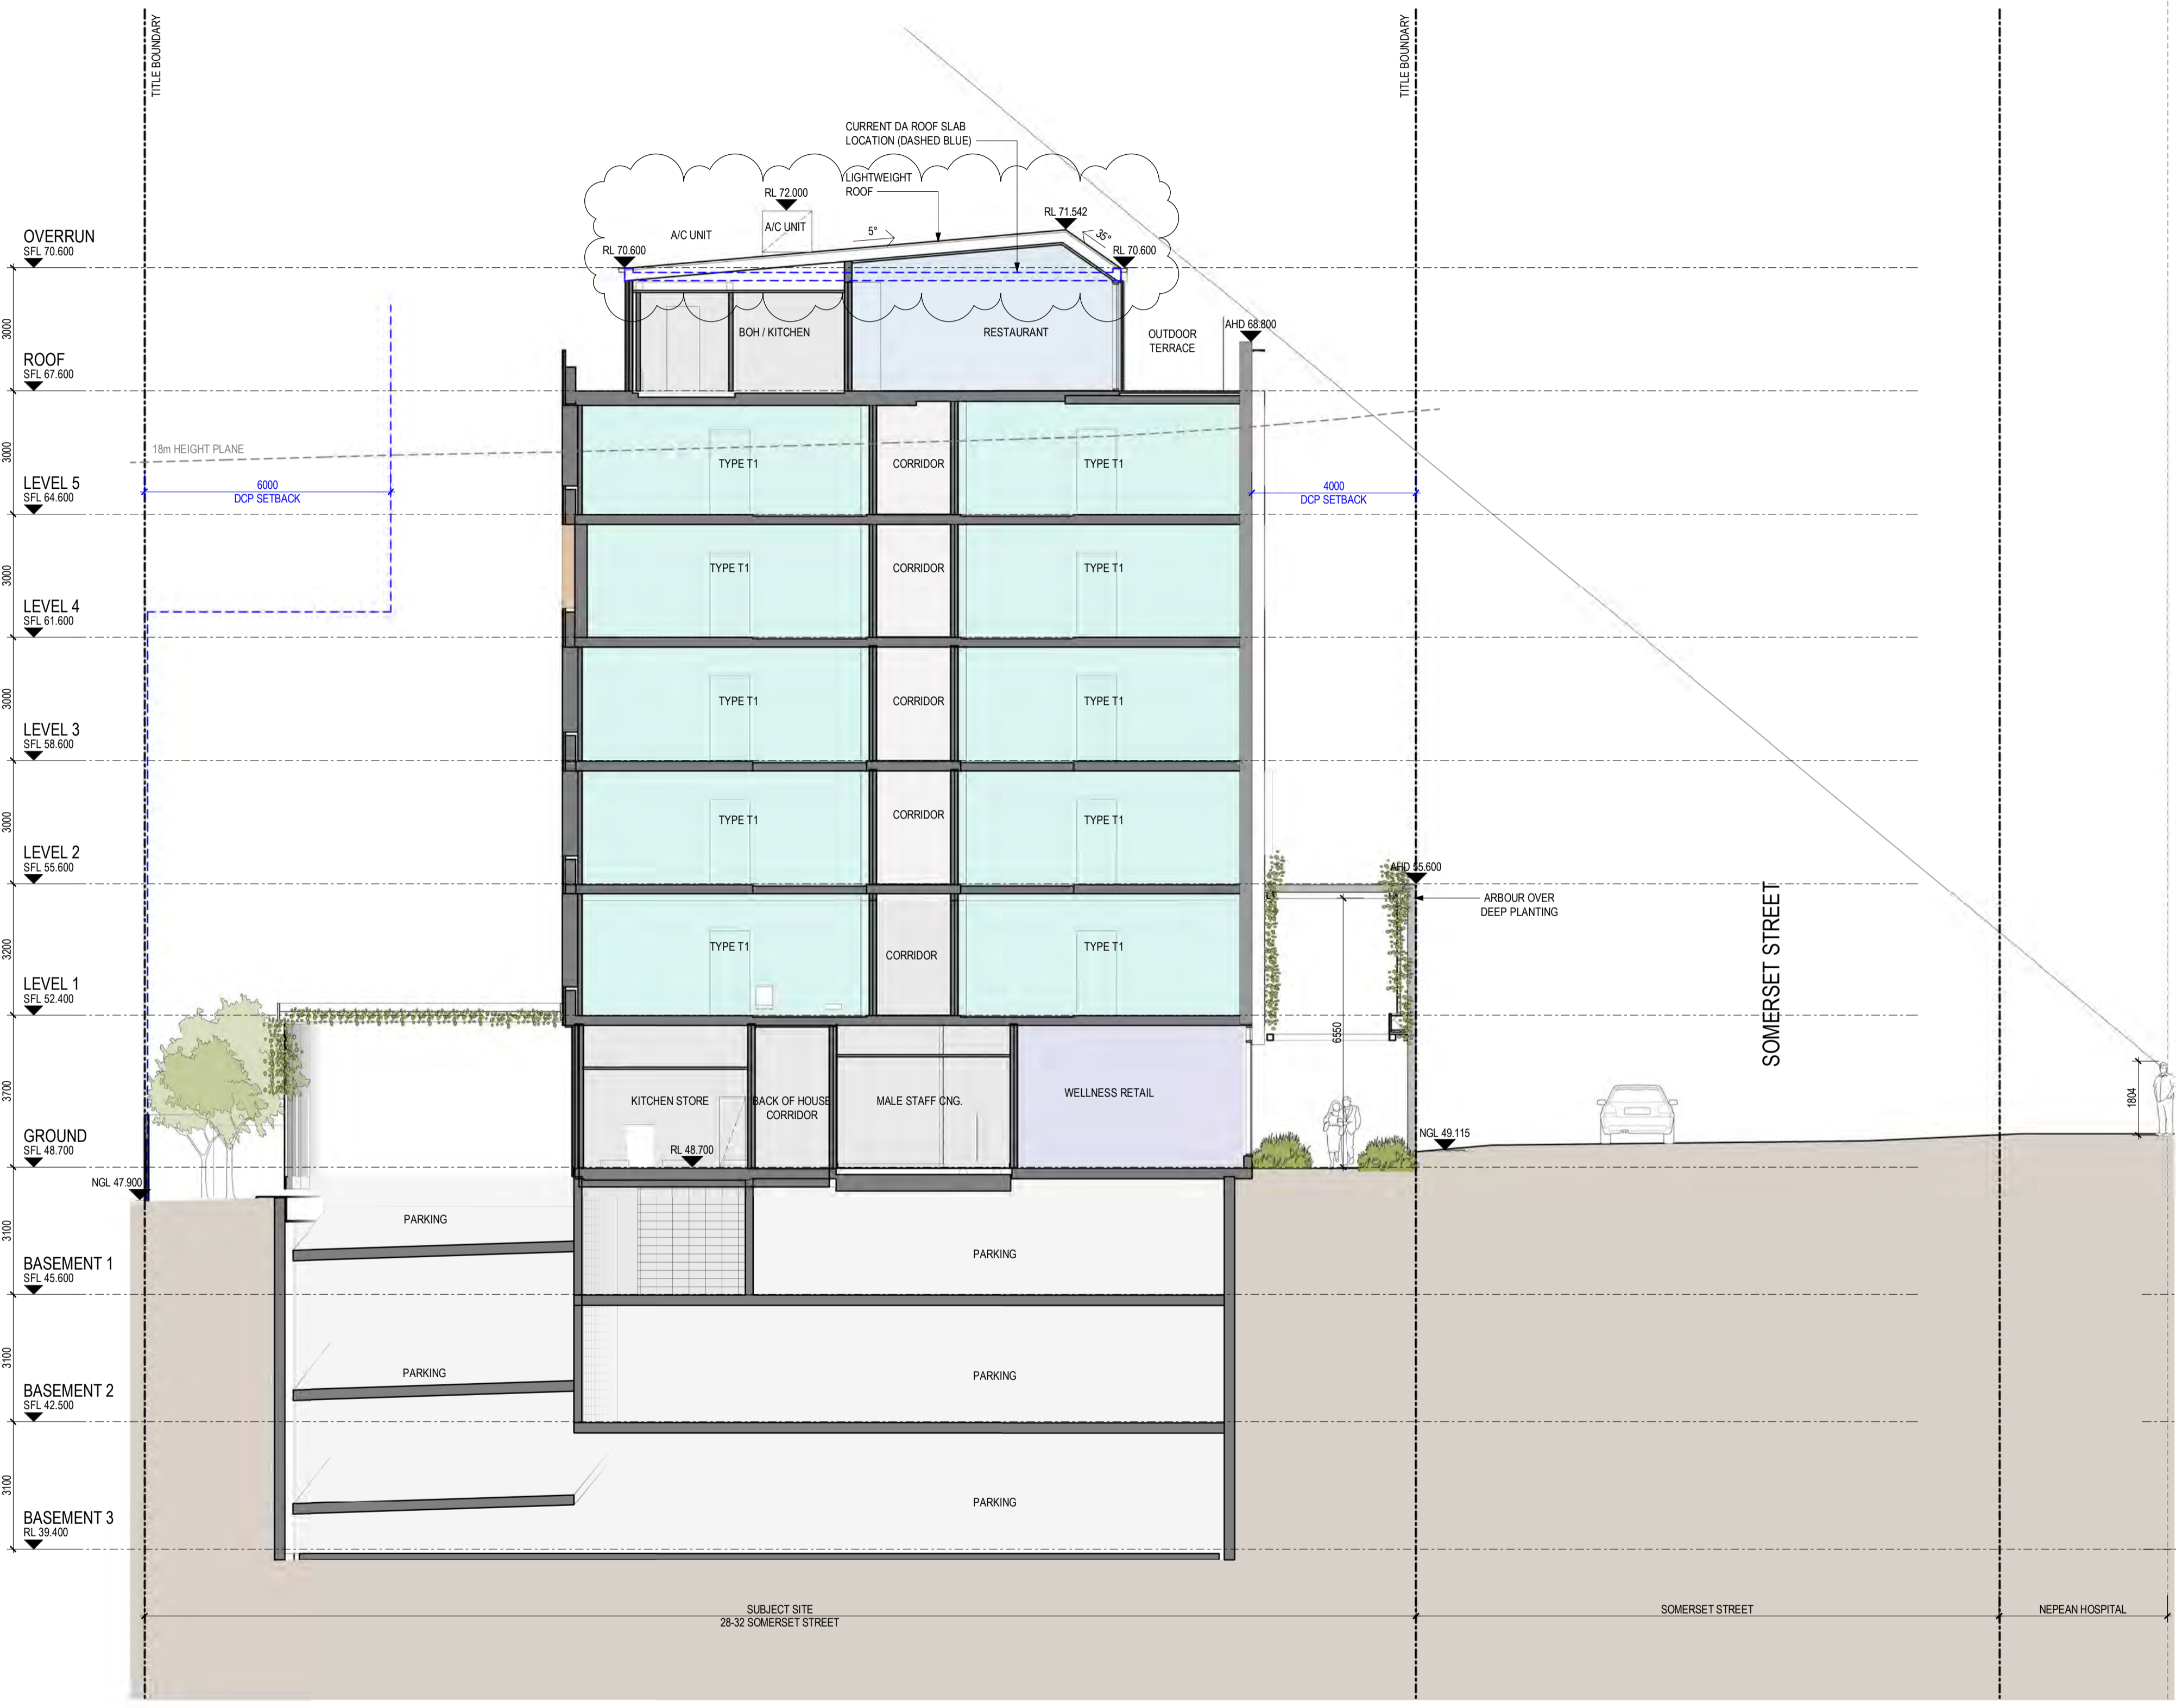 TITLE BOUNDARY
TITLE BOUNDARY
CURRENT DA ROOF SLAB
LOCATION (DASHED BLUE)
LIGHTWEIGHT
ROOF
RL 72.000
A/C UNIT
A/C UNIT
5°
RL 71.542
35°
RL 70.600
RL 70.600
OVERRUN
SFL 70.600
3000
BOH / KITCHEN
RESTAURANT
OUTDOOR
TERRACE
AHD 68.800
ROOF
SFL 67.600
3000
18m HEIGHT PLANE
TYPE T1
CORRIDOR
TYPE T1
LEVEL 5
SFL 64.600
6000
DCP SETBACK
4000
DCP SETBACK
3000
TYPE T1
CORRIDOR
TYPE T1
LEVEL 4
SFL 61.600
3000
TYPE T1
CORRIDOR
TYPE T1
LEVEL 3
SFL 58.600
3000
TYPE T1
CORRIDOR
TYPE T1
LEVEL 2
SFL 55.600
AHD 55.600
ARBOUR OVER
DEEP PLANTING
3200
TYPE T1
CORRIDOR
TYPE T1
SOMERSET STREET
LEVEL 1
SFL 52.400
6550
3700
KITCHEN STORE
BACK OF HOUSE
CORRIDOR
MALE STAFF CNG.
WELLNESS RETAIL
1804
GROUND
SFL 48.700
RL 48.700
NGL 49.115
NGL 47.900
3100
PARKING
PARKING
BASEMENT 1
SFL 45.600
3100
PARKING
PARKING
BASEMENT 2
SFL 42.500
3100
PARKING
BASEMENT 3
RL 39.400
SUBJECT SITE
28-32 SOMERSET STREET
SOMERSET STREET
NEPEAN HOSPITAL